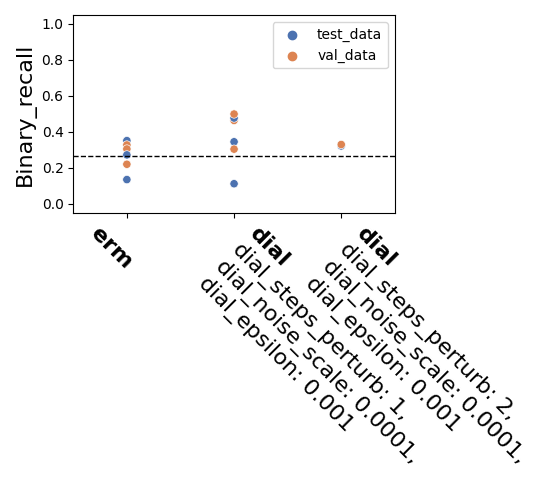 Binary_recall
1.0
0.8
0.6
0.4
0.2
0.0
test_data
val_data
erm
dial
dial_steps_perturb: 1,
dial_noise_scale: 0.0001,
dial_epsilon: 0.001
dial
dial_steps_perturb: 2,
dial_noise_scale: 0.0001,
dial_epsilon: 0.001